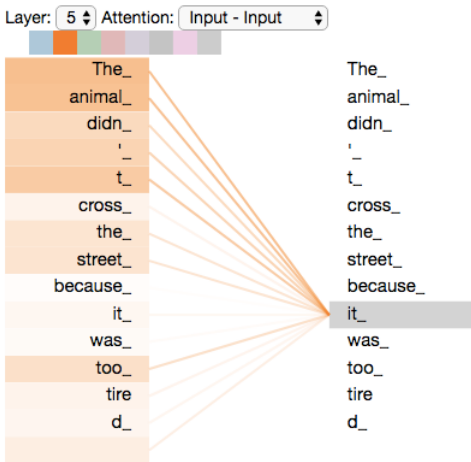 Layer: 5 Attention: Input - Input
The_ The_
animal_ animal_
didn_ didn_
'_ '_
t_ t_
cross_ cross_
the_ the_
street_ street_
because_ because_
it_ it_
was_ was_
too_ too_
tire tire
d_ d_